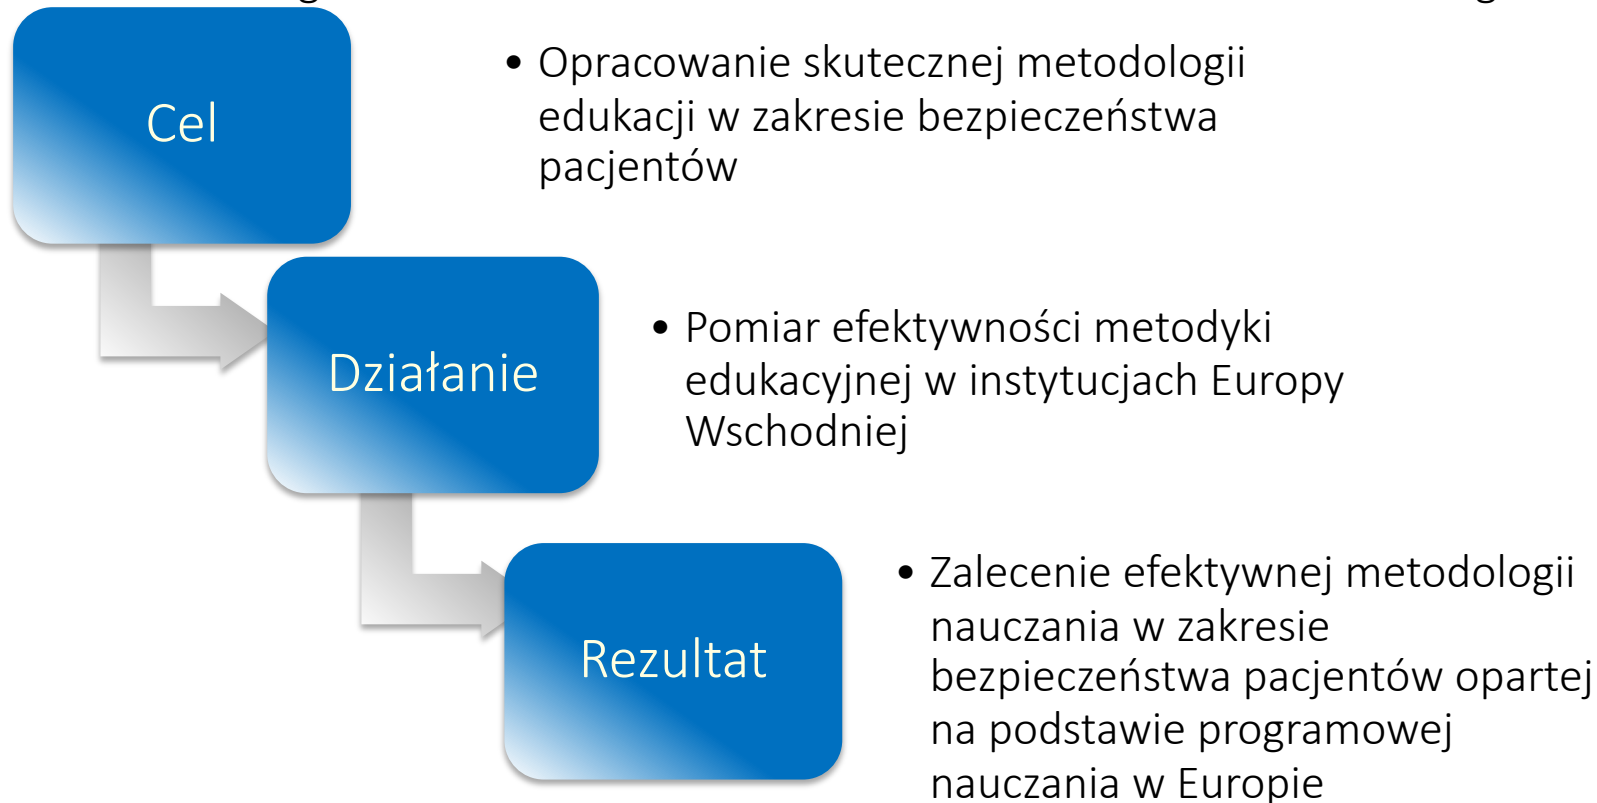 Cel
• Opracowanie skutecznej metodologii
edukacji w zakresie bezpieczeństwa
pacjentów
Działanie
• Pomiar efektywności metodyki
edukacyjnej w instytucjach Europy
Wschodniej
Rezultat
• Zalecenie efektywnej metodologii
nauczania w zakresie
bezpieczeństwa pacjentów opartej
na podstawie programowej
nauczania w Europie